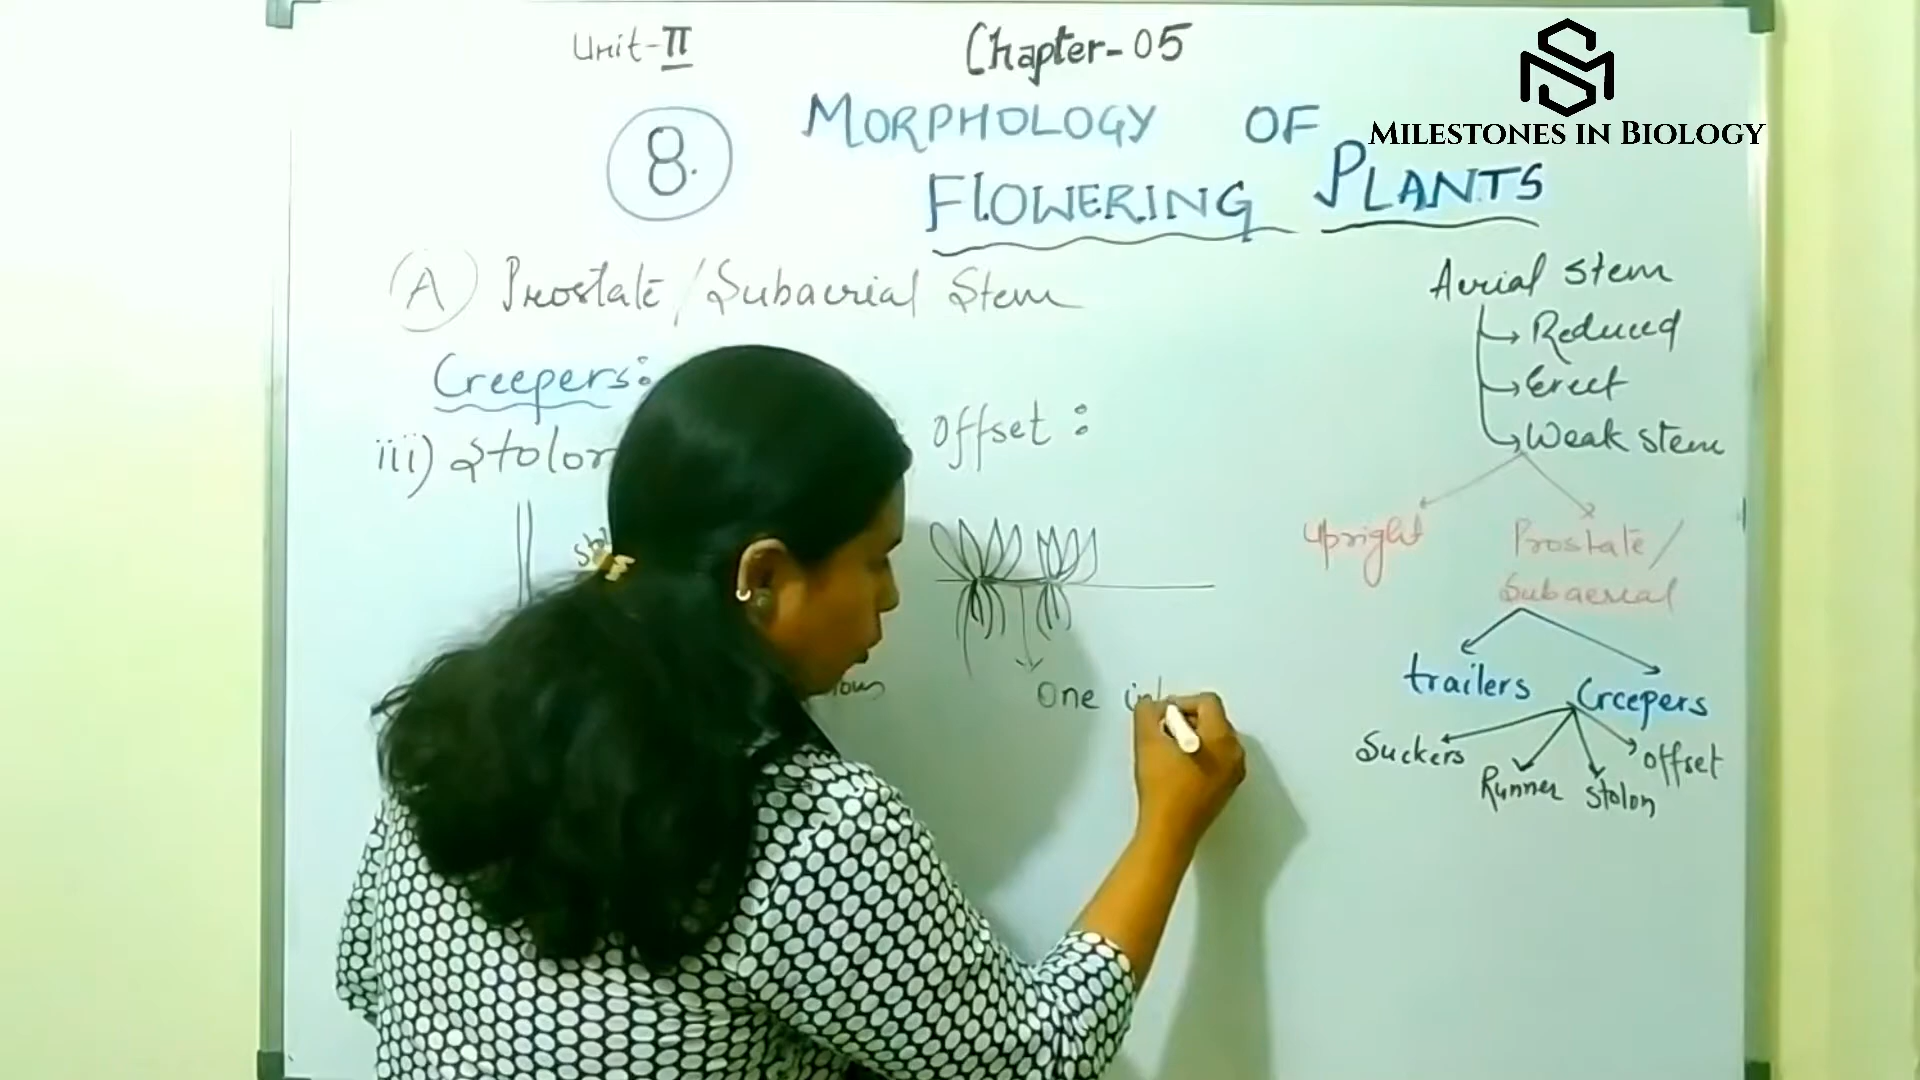 Unit-II
Chapter-05
MILESTONES IN BIOLOGY
8.
MORPHOLOGY OF
FLOWERING PLANTS
(A) Prostate/Subaerial Stem
Creepers:
iii) Stolon
Offset :
One
Aerial Stem
Reduced
Erect
Weak stem
Upright
Prostate/
Subaerial
trailers
Creepers
Suckers
Runner
Stolon
Offset